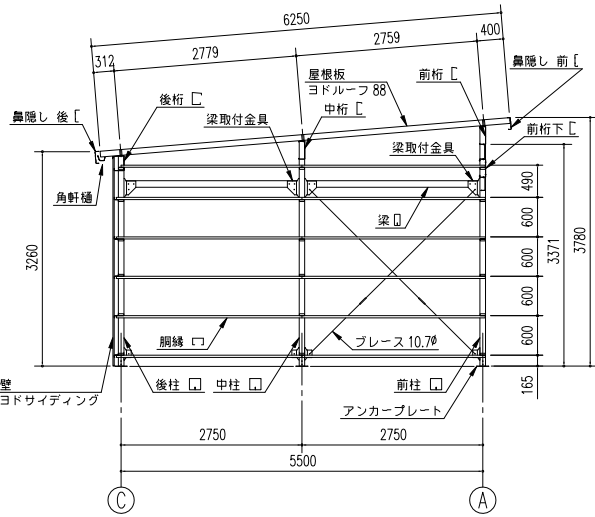 6250
312
2779
2759
400
屋根板
ヨドルーフ 88
前桁
鼻隠し 前
後桁
中桁
鼻隠し 後
梁取付金具
梁取付金具
前桁下
角軒樋
梁
490
600
600
600
600
165
3260
3371
3780
胴縁
ブレース 10.7φ
壁
ヨドサイディング
後柱
中柱
前柱
アンカープレート
2750
2750
5500
C
A